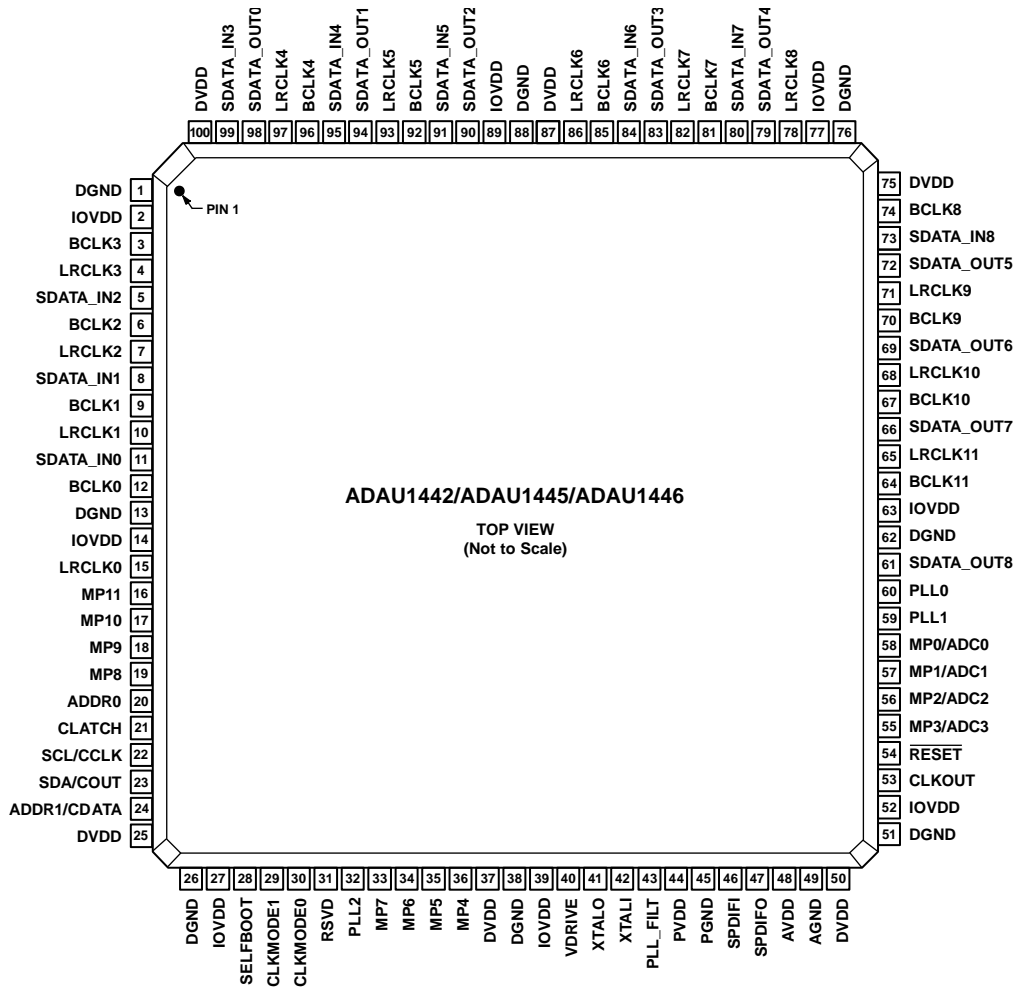 DVDD
SDATA_IN3
SDATA_OUT0
LRCLK4
BCLK4
SDATA_IN4
SDATA_OUT1
LRCLK5
BCLK5
SDATA_IN5
SDATA_OUT2
IOVDD
DGND
DVDD
LRCLK6
BCLK6
SDATA_IN6
SDATA_OUT3
LRCLK7
BCLK7
SDATA_IN7
SDATA_OUT4
LRCLK8
IOVDD
DGND
100 99 98 97 96 95 94 93 92 91 90 89 88 87 86 85 84 83 82 81 80 79 78 77 76
DGND 1
IOVDD 2
BCLK3 3
LRCLK3 4
SDATA_IN2 5
BCLK2 6
LRCLK2 7
SDATA_IN1 8
BCLK1 9
LRCLK1 10
SDATA_IN0 11
BCLK0 12
DGND 13
IOVDD 14
LRCLK0 15
MP11 16
MP10 17
MP9 18
MP8 19
ADDR0 20
CLATCH 21
SCL/CCLK 22
SDA/COUT 23
ADDR1/CDATA 24
DVDD 25
PIN 1
ADAU1442/ADAU1445/ADAU1446
TOP VIEW
(Not to Scale)
75 DVDD
74 BCLK8
73 SDATA_IN8
72 SDATA_OUT5
71 LRCLK9
70 BCLK9
69 SDATA_OUT6
68 LRCLK10
67 BCLK10
66 SDATA_OUT7
65 LRCLK11
64 BCLK11
63 IOVDD
62 DGND
61 SDATA_OUT8
60 PLL0
59 PLL1
58 MP0/ADC0
57 MP1/ADC1
56 MP2/ADC2
55 MP3/ADC3
54 RESET
53 CLKOUT
52 IOVDD
51 DGND
26 27 28 29 30 31 32 33 34 35 36 37 38 39 40 41 42 43 44 45 46 47 48 49 50
DGND
IOVDD
SELFBOOT
CLKMODE1
CLKMODE0
RSVD
PLL2
MP7
MP6
MP5
MP4
DVDD
DGND
IOVDD
VDRIVE
XTALO
XTALI
PLL_FILT
PVDD
PGND
SPDIFI
SPDIFO
AVDD
AGND
DVDD